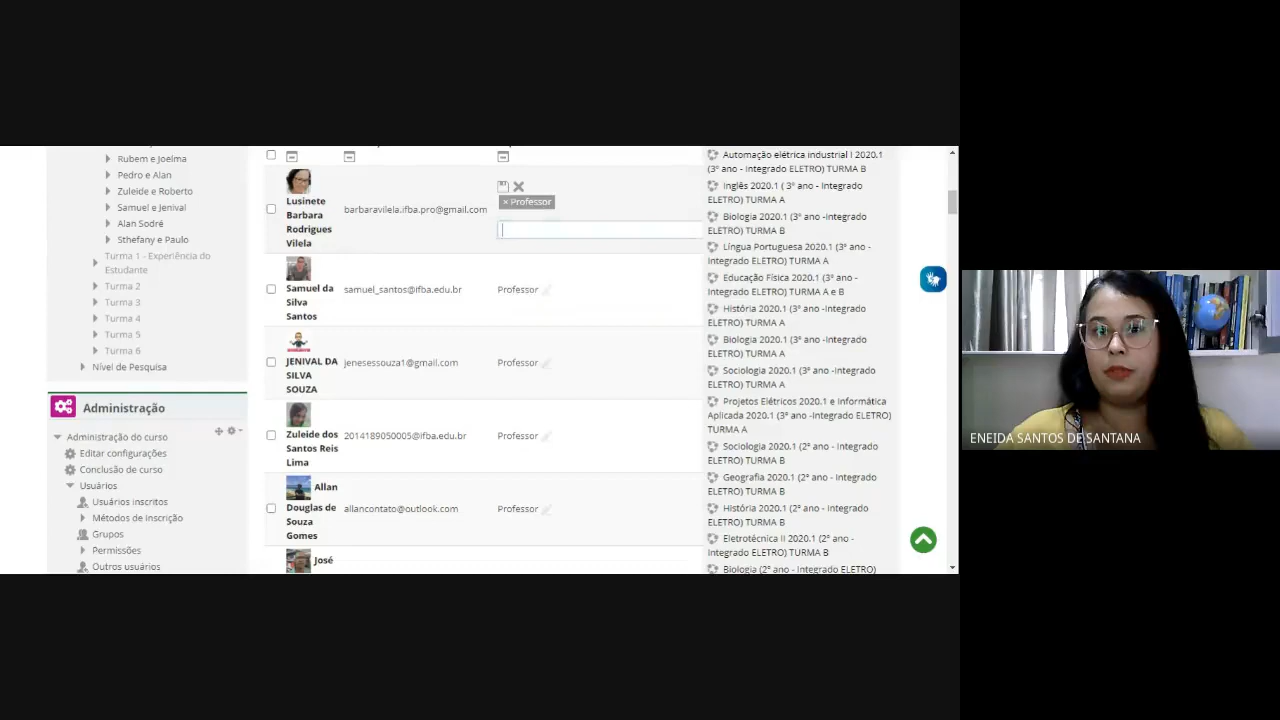 Rubem e Joelma
Pedro e Alan
Zuleide e Roberto
Samuel e Jenival
Alan Sodré
Sthefany e Paulo
Turma 1 - Experiência do
Estudante
Turma 2
Turma 3
Turma 4
Turma 5
Turma 6
Nível de Pesquisa
Administração
Administração do curso
Editar configurações
Conclusão de curso
Usuários
Usuários inscritos
Métodos de inscrição
Grupos
Permissões
Outros usuários
Lusinete
Barbara
Rodrigues
Vilela
barbaravilela.ifba.pro@gmail.com
× Professor
Samuel da
Silva
Santos
samuel_santos@ifba.edu.br
Professor
JENIVAL DA
SILVA
SOUZA
jenesessouza1@gmail.com
Professor
Zuleide dos
Santos Reis
Lima
2014189050005@ifba.edu.br
Professor
Allan
Douglas de
Souza
Gomes
allancontato@outlook.com
Professor
José
Automação elétrica industrial I 2020.1
(3º ano - Integrado ELETRO) TURMA B
Inglês 2020.1 ( 3º ano - Integrado
ELETRO) TURMA A
Biologia 2020.1 (3º ano -Integrado
ELETRO) TURMA B
Língua Portuguesa 2020.1 (3º ano -
Integrado ELETRO) TURMA A
Educação Física 2020.1 (3º ano -
Integrado ELETRO) TURMA A e B
História 2020.1 (3º ano -Integrado
ELETRO) TURMA A
Biologia 2020.1 (3º ano -Integrado
ELETRO) TURMA A
Sociologia 2020.1 (3º ano -Integrado
ELETRO) TURMA A
Projetos Elétricos 2020.1 e Informática
Aplicada 2020.1 (3º ano -Integrado ELETRO)
TURMA A
Sociologia 2020.1 (2º ano - Integrado
ELETRO) TURMA B
Geografia 2020.1 (2º ano - Integrado
ELETRO) TURMA B
História 2020.1 (2º ano - Integrado
ELETRO) TURMA B
Eletrotécnica II 2020.1 (2º ano -
Integrado ELETRO) TURMA B
Biologia (2º ano - Integrado ELETRO)
ENEIDA SANTOS DE SANTANA